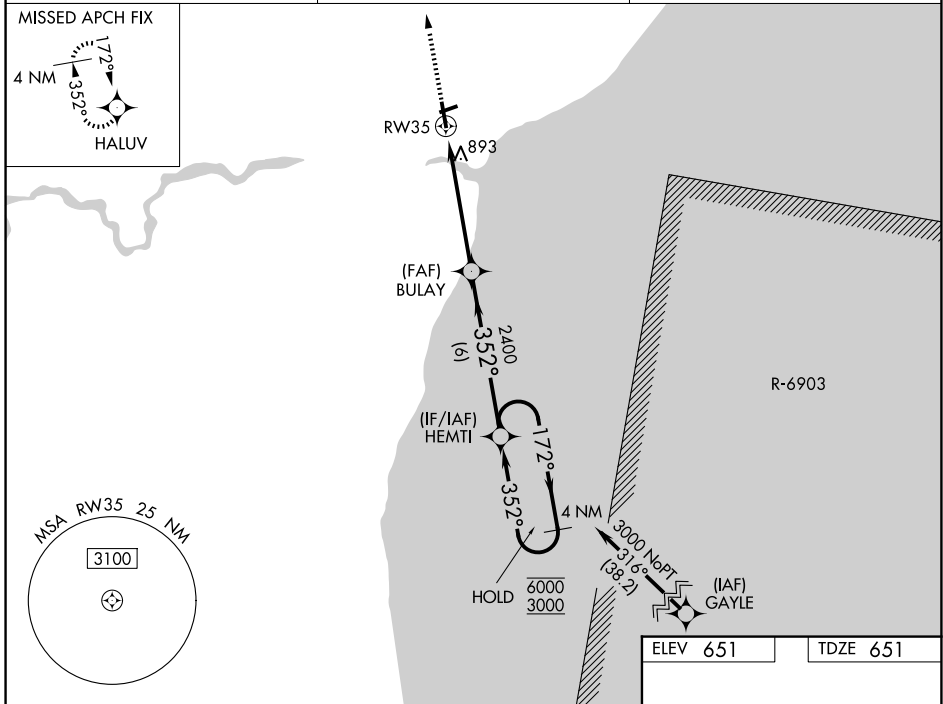 MISSED APCH FIX
4 NM
172°
352°
HALUV
RW35
893
(FAF)
BULAY
2400
352°
(6)
R-6903
(IF/IAF)
HEMTI
172°
352°
4 NM
HOLD
6000
3000
3000 NoPT
316°
(38.2)
(IAF)
GAYLE
MSA RW35 25 NM
3100
ELEV 651
TDZE 651